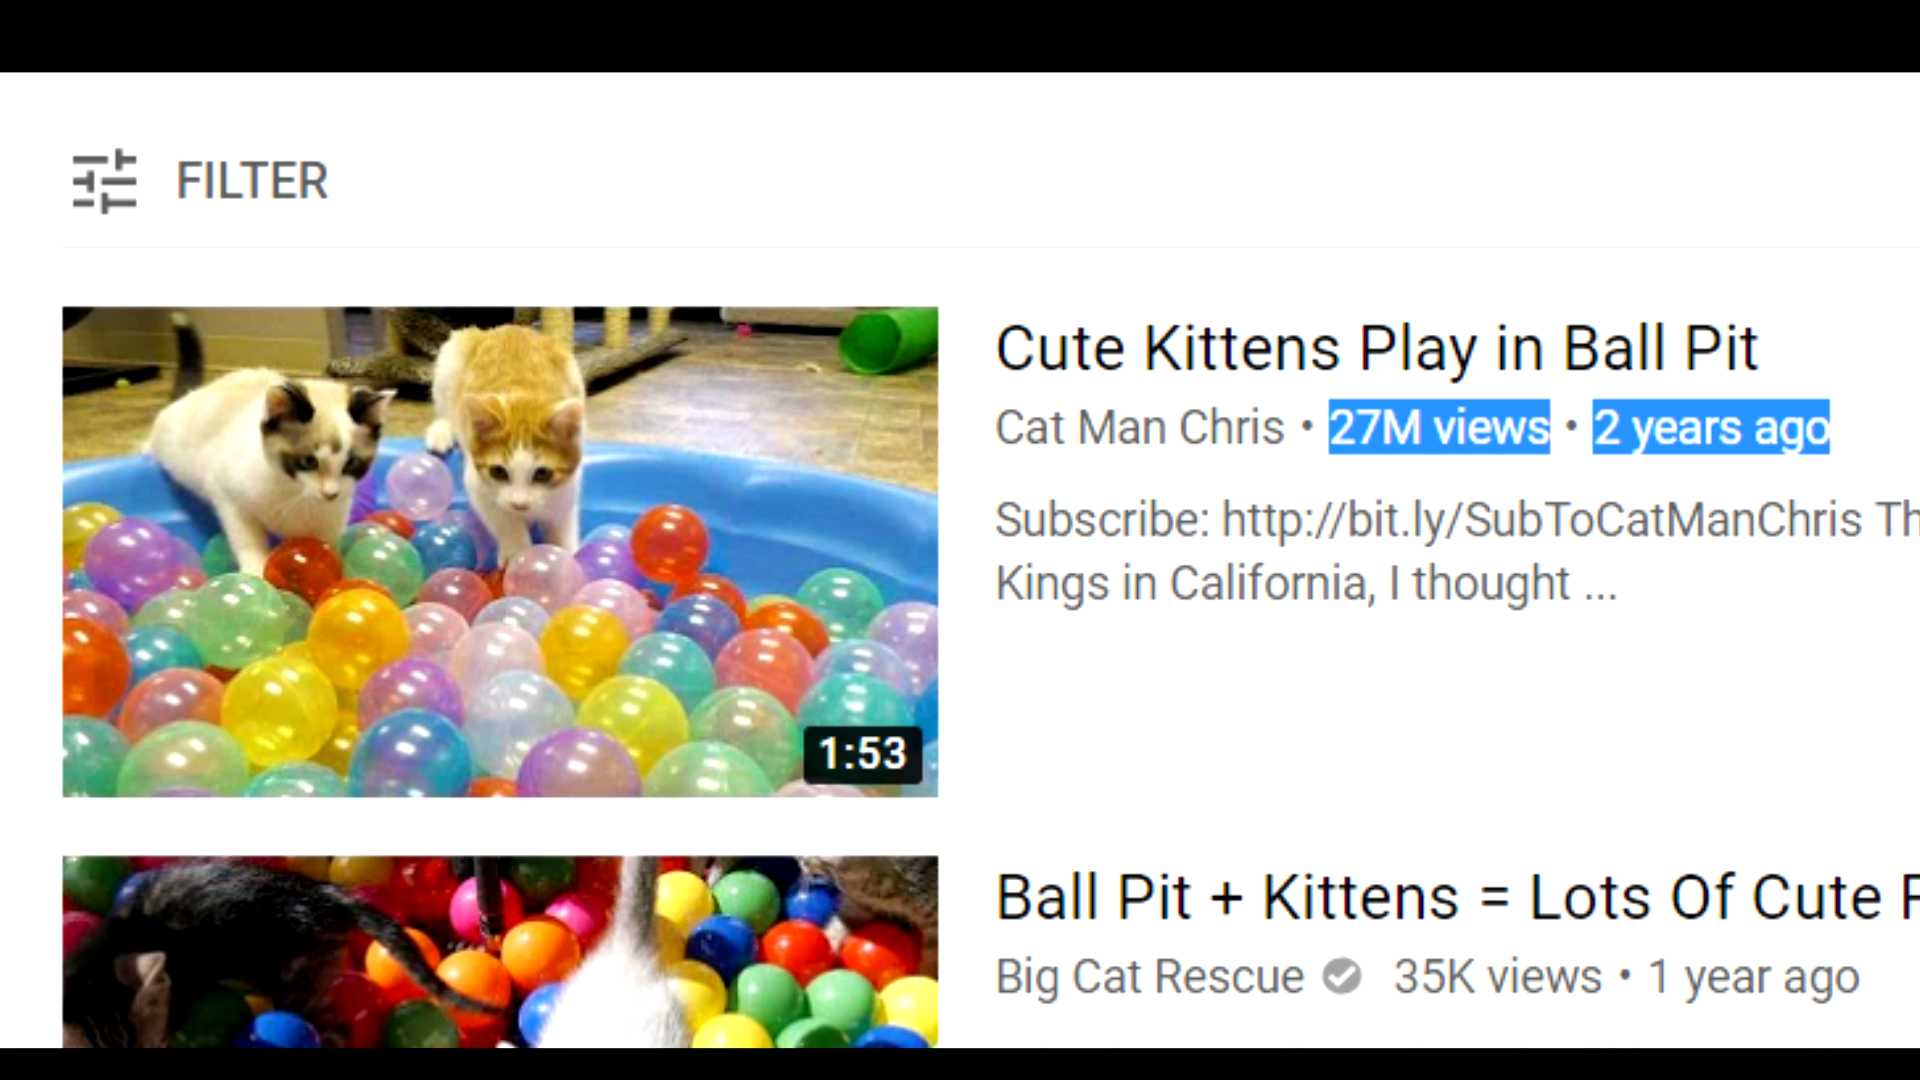 FILTER
Cute Kittens Play in Ball Pit
Cat Man Chris • 27M views • 2 years ago
Subscribe: http://bit.ly/SubToCatManChris
Kings in California, I thought ...
1:53
Ball Pit + Kittens = Lots Of Cute
Big Cat Rescue 35K views • 1 year ago